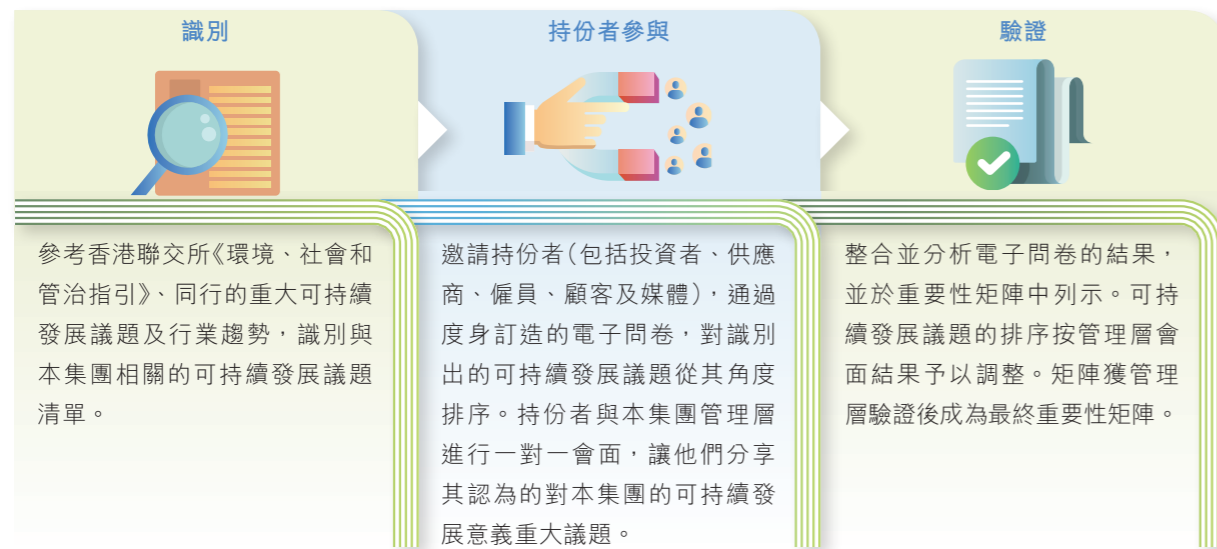 識別
參考香港聯交所《環境、社會和
管治指引》、同行的重大可持續
發展議題及行業趨勢，識別與
本集團相關的可持續發展議題
清單。
持份者參與
邀請持份者(包括投資者、供應
商、僱員、顧客及媒體)，通過
度身訂造的電子問卷，對識別
出的可持續發展議題從其角度
排序。持份者與本集團管理層
進行一對一會面，讓他們分享
其認為的對本集團的可持續發
展意義重大議題。
驗證
整合並分析電子問卷的結果，
並於重要性矩陣中列示。可持
續發展議題的排序按管理層會
面結果予以調整。矩陣獲管理
層驗證後成為最終重要性矩陣。